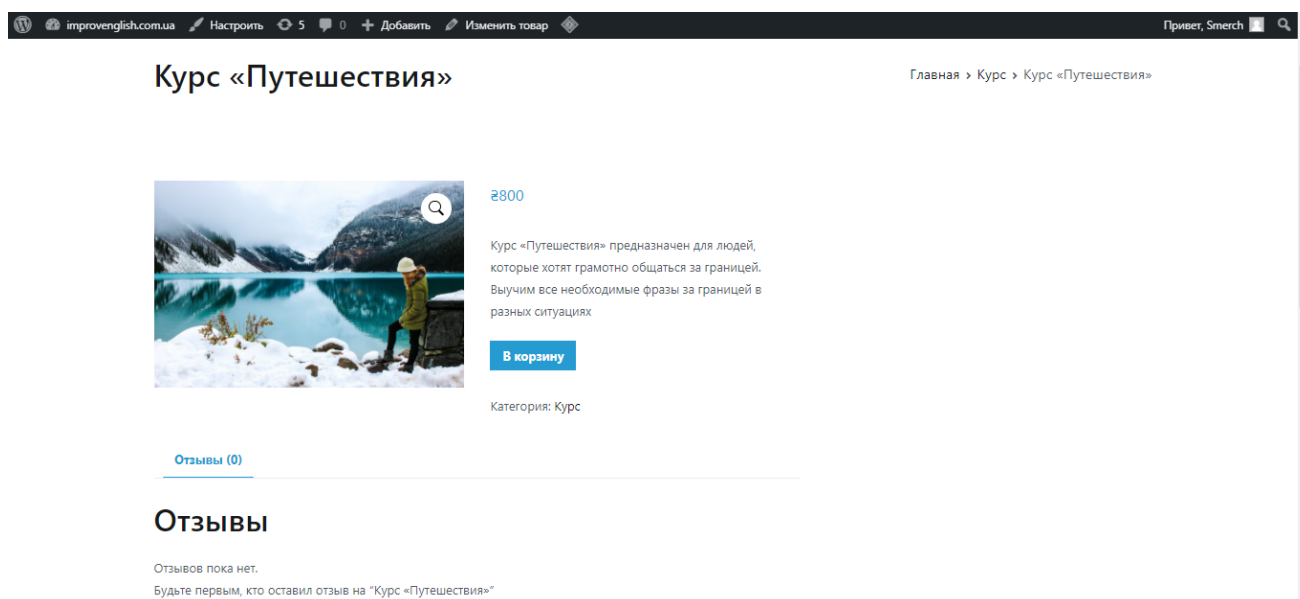 improvenglish.com.ua Настроить 5 0 Добавить Изменить товар Привет, Smerch
Курс «Путешествия»
Главная › Курс › Курс «Путешествия»
₴800
Курс «Путешествия» предназначен для людей,
которые хотят грамотно общаться за границей.
Выучим все необходимые фразы за границей в
разных ситуациях
В корзину
Категория: Курс
Отзывы (0)
Отзывы
Отзывов пока нет.
Будьте первым, кто оставил отзыв на “Курс «Путешествия»”